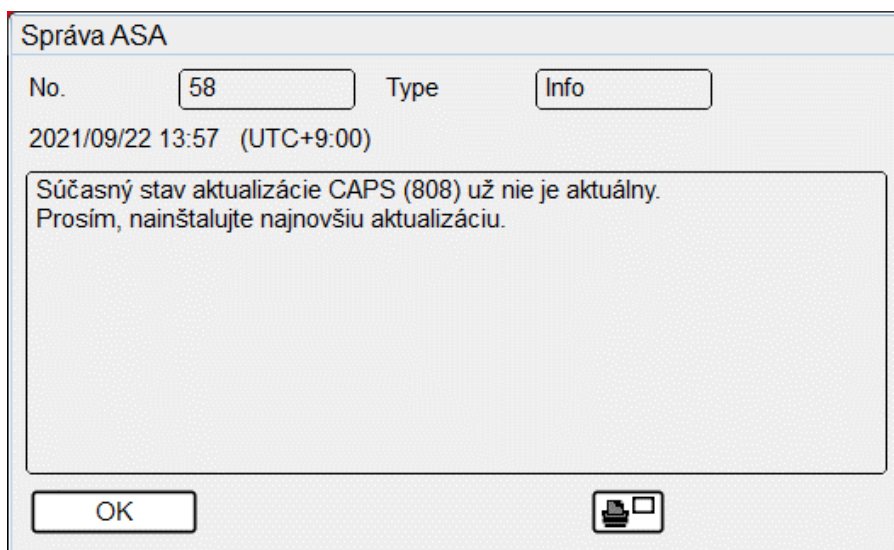 Správa ASA
No. 58 Type Info
2021/09/22 13:57 (UTC+9:00)
Súčasný stav aktualizácie CAPS (808) už nie je aktuálny.
Prosím, nainštalujte najnovšiu aktualizáciu.
OK